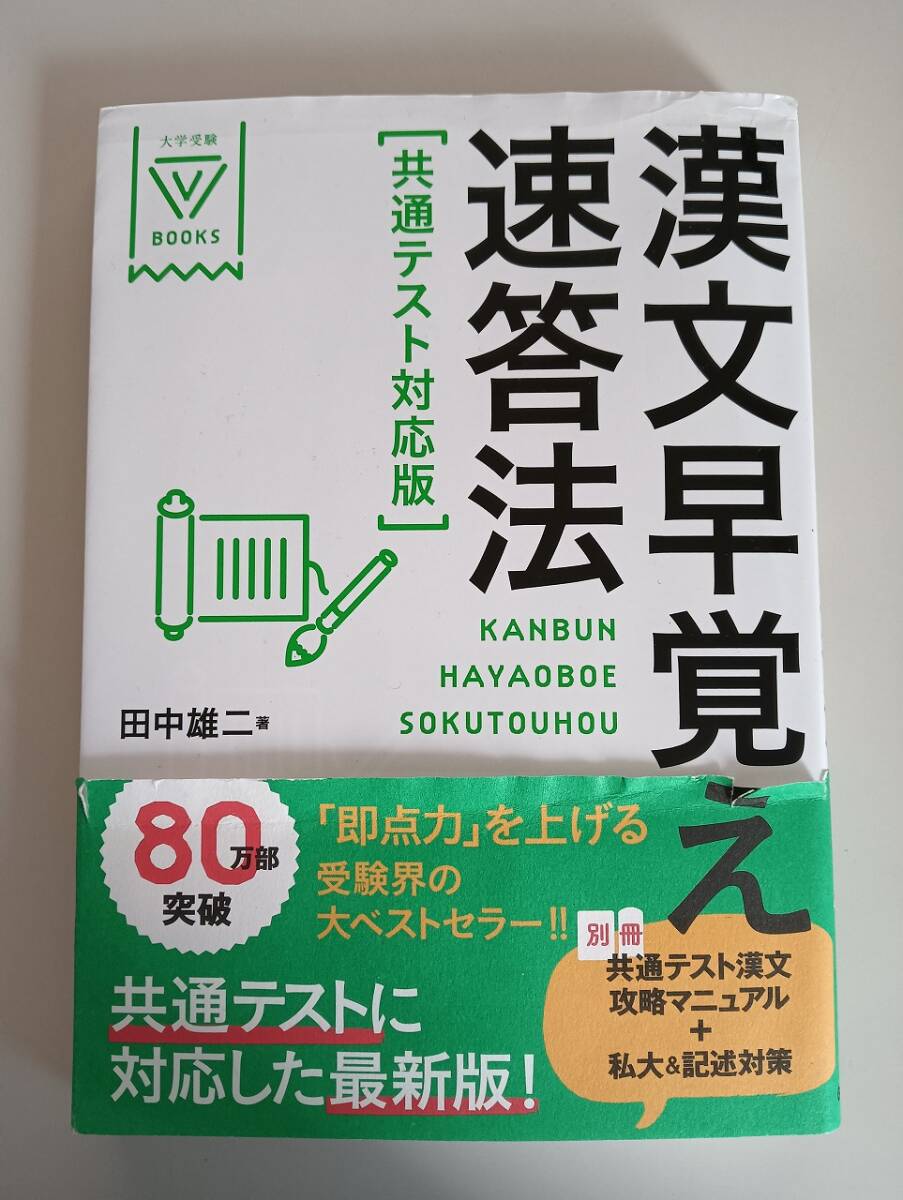 漢文早覚え
速答法
[共通テスト対応版]
大学受験
V
BOOKS
KANBUN
HAYAOBOE
SOKUTOUHOU
田中雄二 著
80万部
突破
「即点力」を上げる
受験界の
大ベストセラー!!
別冊
共通テスト漢文
攻略マニュアル
+
私大&記述対策
共通テストに
対応した最新版!